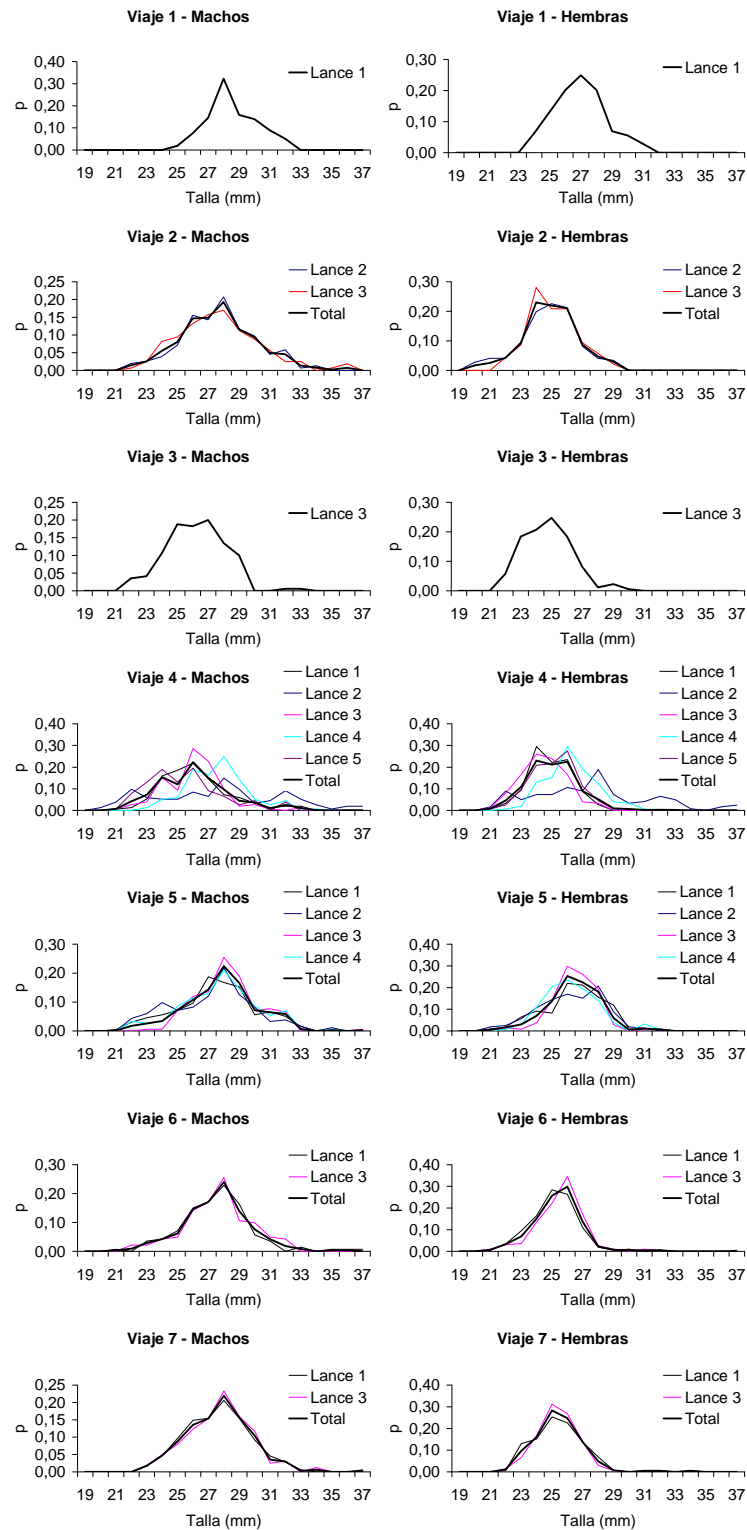 Viaje 1 - Machos
0,40
0,30
0,20
0,10
0,00
p
19 21 23 25 27 29 31 33 35 37
Talla (mm)
Lance 1
Viaje 1 - Hembras
0,30
0,20
0,10
0,00
p
19 21 23 25 27 29 31 33 35 37
Talla (mm)
Lance 1
Viaje 2 - Machos
0,25
0,20
0,15
0,10
0,05
0,00
p
19 21 23 25 27 29 31 33 35 37
Talla (mm)
Lance 2
Lance 3
Total
Viaje 2 - Hembras
0,30
0,20
0,10
0,00
p
19 21 23 25 27 29 31 33 35 37
Talla (mm)
Lance 2
Lance 3
Total
Viaje 3 - Machos
0,25
0,20
0,15
0,10
0,05
0,00
p
19 21 23 25 27 29 31 33 35 37
Talla (mm)
Lance 3
Viaje 3 - Hembras
0,30
0,20
0,10
0,00
p
19 21 23 25 27 29 31 33 35 37
Talla (mm)
Lance 3
Viaje 4 - Machos
0,40
0,30
0,20
0,10
0,00
p
19 21 23 25 27 29 31 33 35 37
Talla (mm)
Lance 1
Lance 2
Lance 3
Lance 4
Lance 5
Total
Viaje 4 - Hembras
0,40
0,30
0,20
0,10
0,00
p
19 21 23 25 27 29 31 33 35 37
Talla (mm)
Lance 1
Lance 2
Lance 3
Lance 4
Lance 5
Total
Viaje 5 - Machos
0,30
0,20
0,10
0,00
p
19 21 23 25 27 29 31 33 35 37
Talla (mm)
Lance 1
Lance 2
Lance 3
Lance 4
Total
Viaje 5 - Hembras
0,40
0,30
0,20
0,10
0,00
p
19 21 23 25 27 29 31 33 35 37
Talla (mm)
Lance 1
Lance 2
Lance 3
Lance 4
Total
Viaje 6 - Machos
0,30
0,20
0,10
0,00
p
19 21 23 25 27 29 31 33 35 37
Talla (mm)
Lance 1
Lance 3
Total
Viaje 6 - Hembras
0,40
0,30
0,20
0,10
0,00
p
19 21 23 25 27 29 31 33 35 37
Talla (mm)
Lance 1
Lance 3
Total
Viaje 7 - Machos
0,25
0,20
0,15
0,10
0,05
0,00
p
19 21 23 25 27 29 31 33 35 37
Talla (mm)
Lance 1
Lance 3
Total
Viaje 7 - Hembras
0,40
0,30
0,20
0,10
0,00
p
19 21 23 25 27 29 31 33 35 37
Talla (mm)
Lance 1
Lance 3
Total